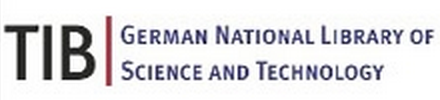 TIB
GERMAN NATIONAL LIBRARY OF
SCIENCE AND TECHNOLOGY